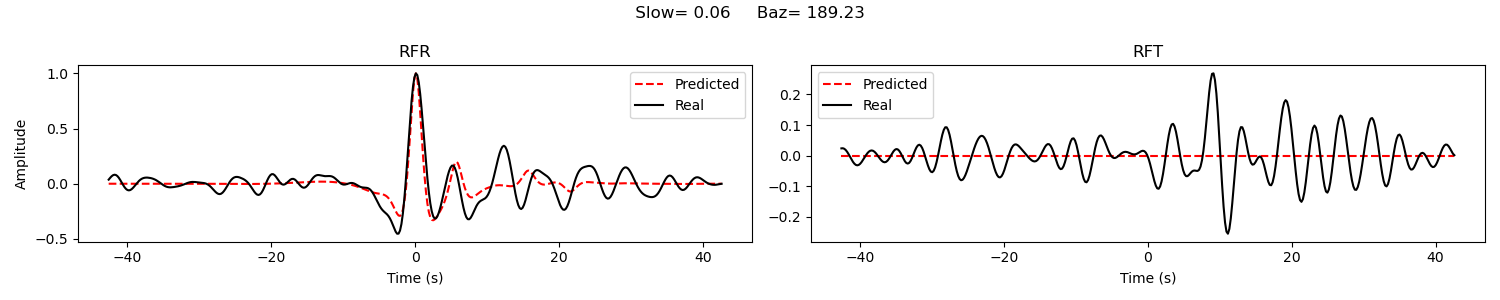 Slow= 0.06 Baz= 189.23
RFR
RFT
Amplitude
1.0
0.5
0.0
−0.5
−40
−20
0
20
40
Time (s)
Predicted
Real
0.2
0.1
0.0
−0.1
−0.2
−40
−20
0
20
40
Time (s)
Predicted
Real